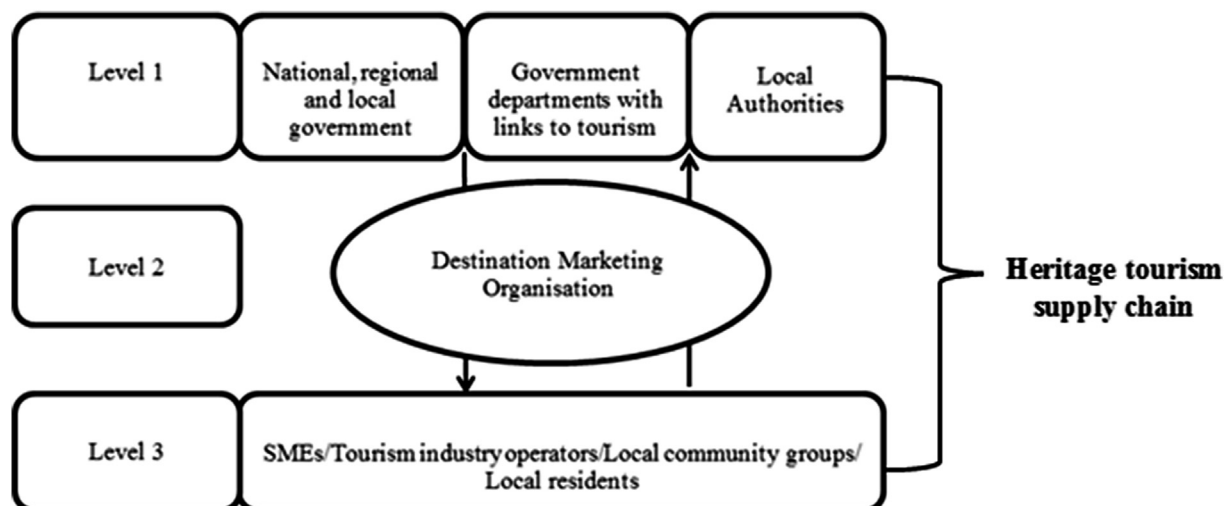 Level 1
National, regional
and local
government
Government
departments with
links to tourism
Local
Authorities
Level 2
Destination Marketing
Organisation
Heritage tourism
supply chain
Level 3
SMEs/Tourism industry operators/Local community groups/
Local residents